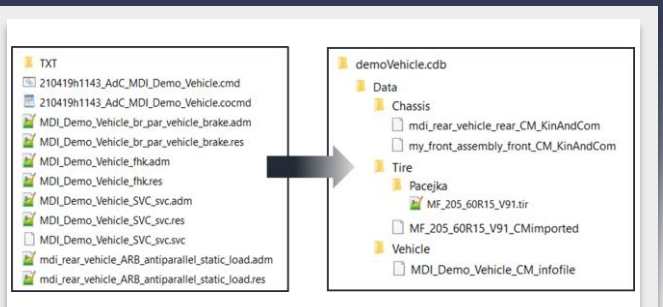 TXT
210419h1143_AdC_MDI_Demo_Vehicle.cmd
210419h1143_AdC_MDI_Demo_Vehicle.cocmd
MDI_Demo_Vehicle_br_par_vehicle_brake.adm
MDI_Demo_Vehicle_br_par_vehicle_brake.res
MDI_Demo_Vehicle_fhk.adm
MDI_Demo_Vehicle_fhk.res
MDI_Demo_Vehicle_SVC_svc.adm
MDI_Demo_Vehicle_SVC_svc.res
MDI_Demo_Vehicle_SVC_svc.svc
mdi_rear_vehicle_ARB_antiparallel_static_load.adm
mdi_rear_vehicle_ARB_antiparallel_static_load.res
demoVehicle.cdb
Data
Chassis
mdi_rear_vehicle_rear_CM_KinAndCom
my_front_assembly_front_CM_KinAndCom
Tire
Pacejka
MF_205_60R15_V91.tir
MF_205_60R15_V91_CMimported
Vehicle
MDI_Demo_Vehicle_CM_infofile